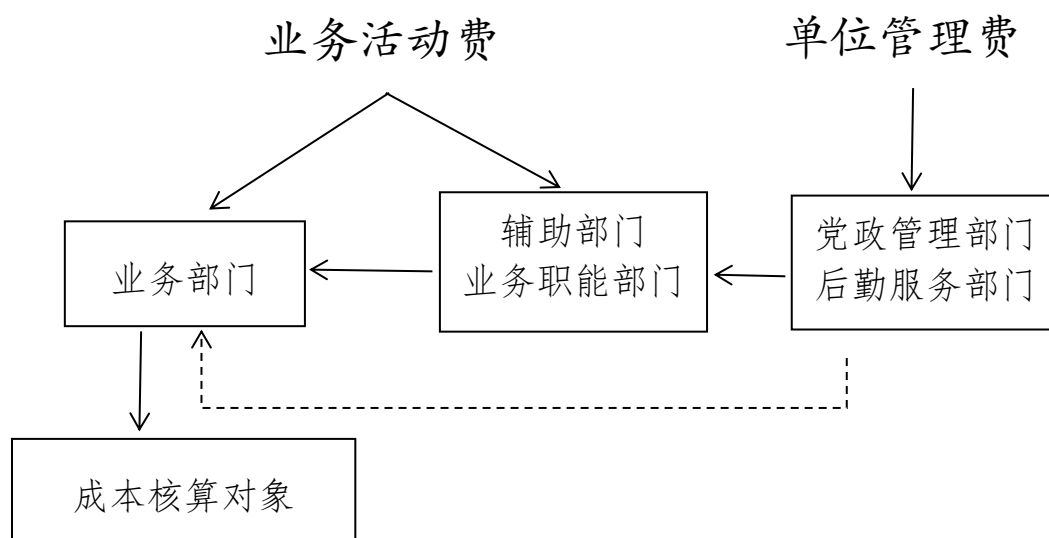 业务活动费
单位管理费
业务部门
辅助部门
业务职能部门
党政管理部门
后勤服务部门
成本核算对象